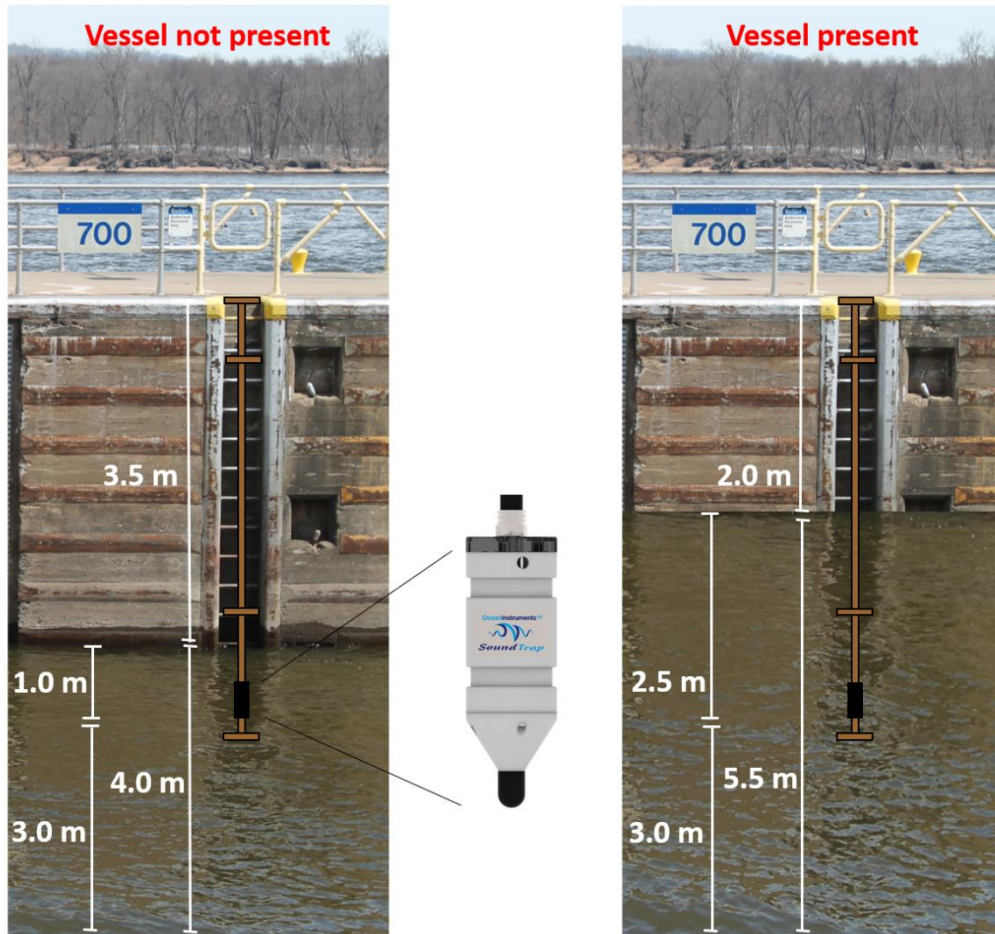 Vessel not present
Vessel present
700
700
3.5 m
2.0 m
OceanInstruments
SoundTrap
1.0 m
2.5 m
4.0 m
5.5 m
3.0 m
3.0 m